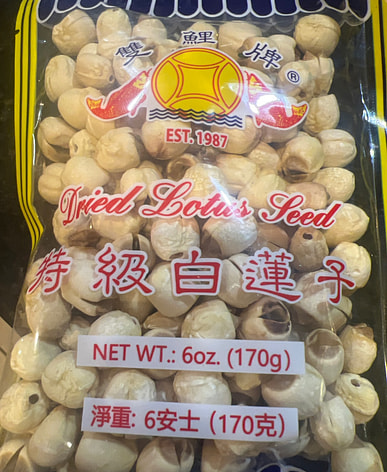 雙鯉牌
®
EST. 1987
Dried Lotus Seed
特級白蓮子
NET WT.: 6oz. (170g)
淨重: 6安士 (170克)